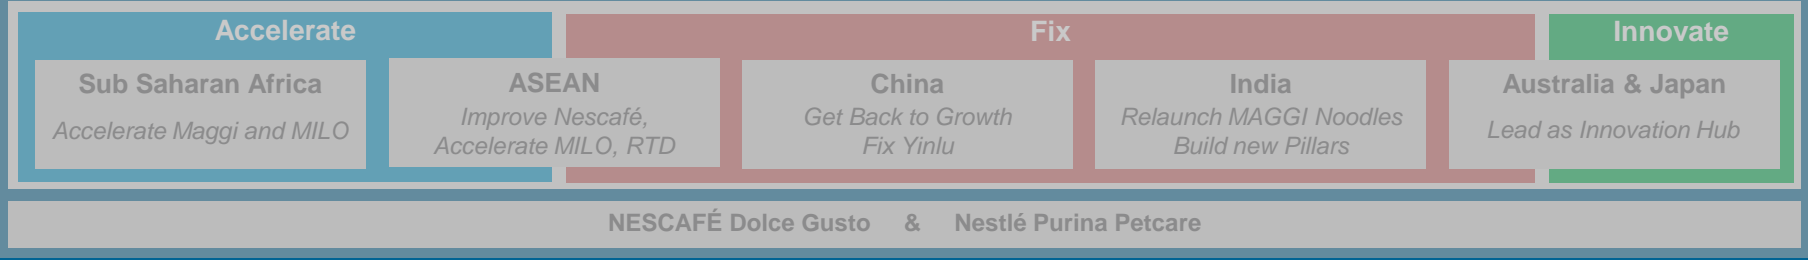 Accelerate
Fix
Innovate
Sub Saharan Africa
Accelerate Maggi and MILO
ASEAN
Improve Nescafé,
Accelerate MILO, RTD
China
Get Back to Growth
Fix Yinlu
India
Relaunch MAGGI Noodles
Build new Pillars
Australia & Japan
Lead as Innovation Hub
NESCAFÉ Dolce Gusto & Nestlé Purina Petcare